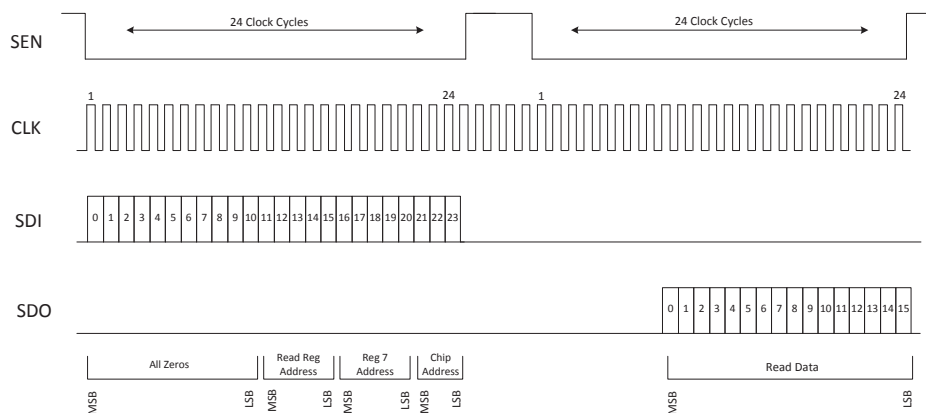 24 Clock Cycles 24 Clock Cycles
SEN
1 24 1 24
CLK
SDI
0 1 2 3 4 5 6 7 8 9 10 11 12 13 14 15 16 17 18 19 20 21 22 23
SDO
0 1 2 3 4 5 6 7 8 9 10 11 12 13 14 15
All Zeros
Read Reg
Address
Reg 7
Address
Chip
Address
Read Data
MSB LSB MSB LSB MSB LSB MSB LSB MSB LSB